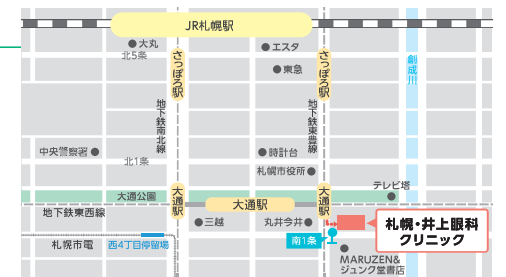 JR札幌駅
大丸
エスタ
北5条
さっぽろ駅
さっぽろ駅
東急
創成川
地下鉄南北線
地下鉄東豊線
中央警察署
時計台
北1条
札幌市役所
テレビ塔
大通公園
大通駅
大通駅
大通駅
地下鉄東西線
三越
丸井今井
札幌・井上眼科
クリニック
札幌市電
西4丁目停留場
南1条
MARUZEN&
ジュンク堂書店